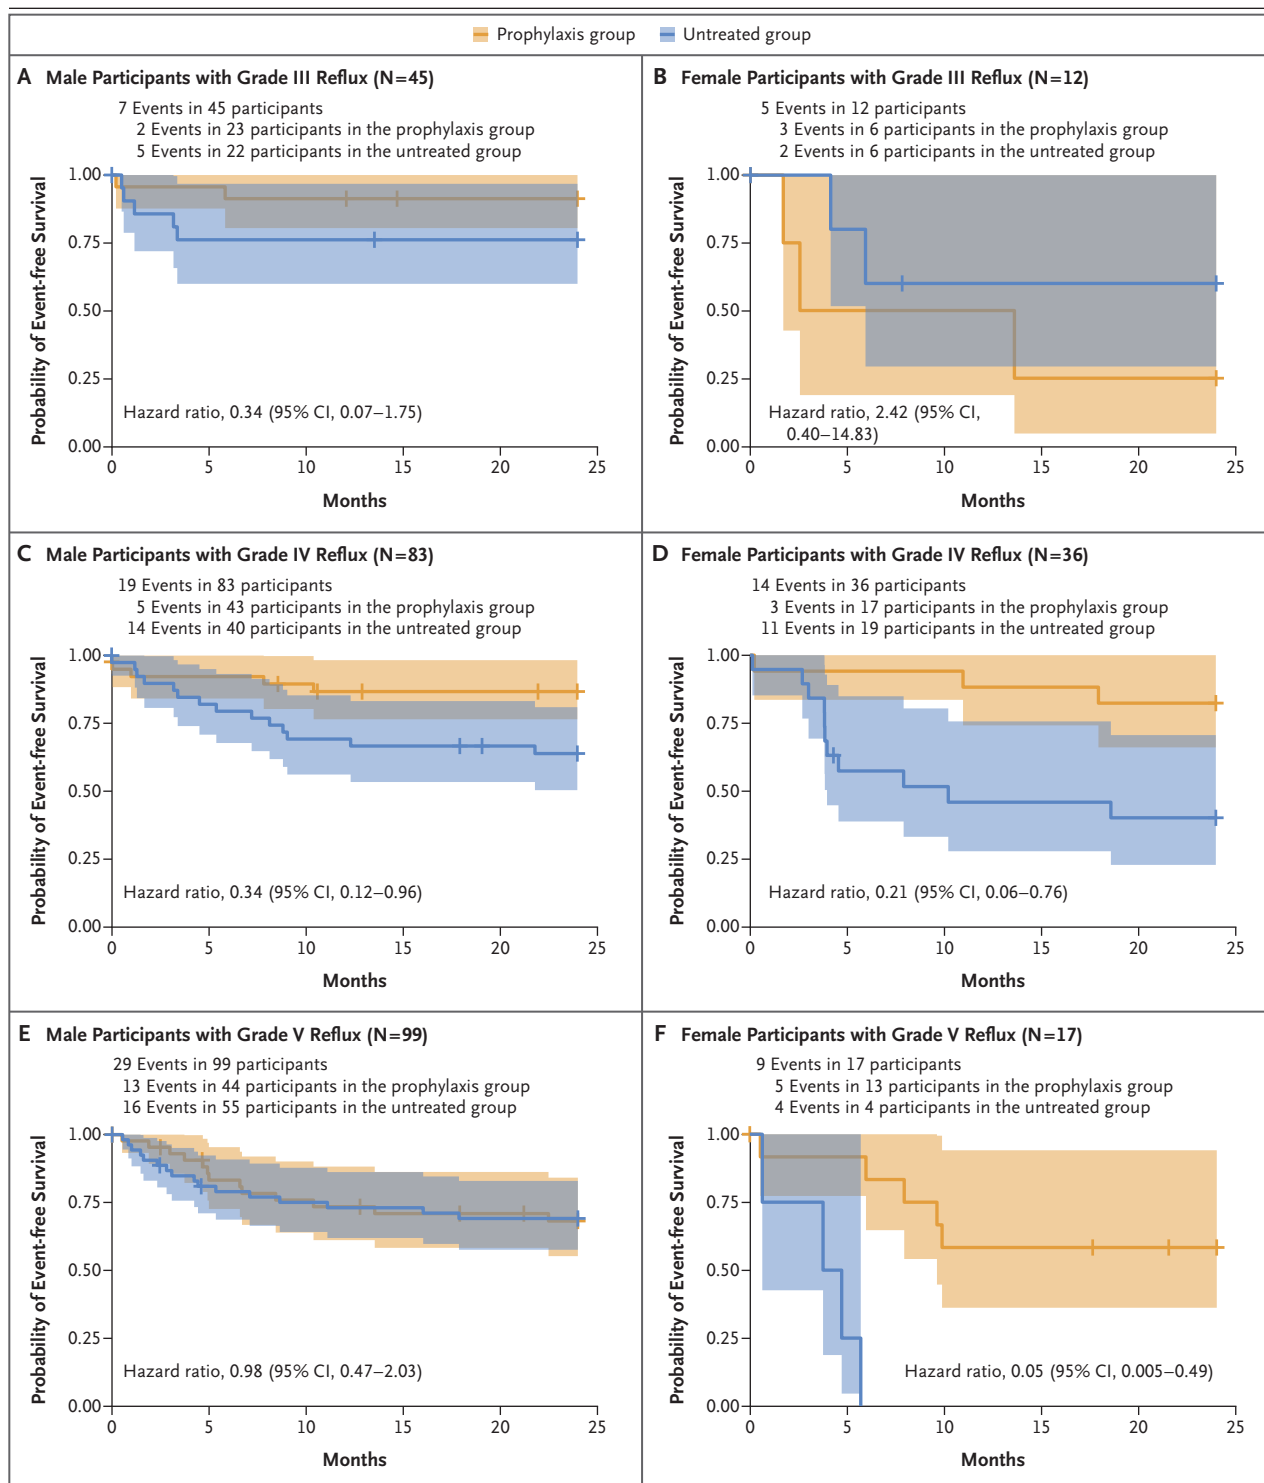 Prophylaxis group Untreated group
A Male Participants with Grade III Reflux (N=45)
7 Events in 45 participants
2 Events in 23 participants in the prophylaxis group
5 Events in 22 participants in the untreated group
Probability of Event-free Survival
1.00
0.75
0.50
0.25
0.00
Hazard ratio, 0.34 (95% CI, 0.07–1.75)
0 5 10 15 20 25
Months
B Female Participants with Grade III Reflux (N=12)
5 Events in 12 participants
3 Events in 6 participants in the prophylaxis group
2 Events in 6 participants in the untreated group
Probability of Event-free Survival
1.00
0.75
0.50
0.25
0.00
Hazard ratio, 2.42 (95% CI,
0.40–14.83)
0 5 10 15 20 25
Months
C Male Participants with Grade IV Reflux (N=83)
19 Events in 83 participants
5 Events in 43 participants in the prophylaxis group
14 Events in 40 participants in the untreated group
Probability of Event-free Survival
1.00
0.75
0.50
0.25
0.00
Hazard ratio, 0.34 (95% CI, 0.12–0.96)
0 5 10 15 20 25
Months
D Female Participants with Grade IV Reflux (N=36)
14 Events in 36 participants
3 Events in 17 participants in the prophylaxis group
11 Events in 19 participants in the untreated group
Probability of Event-free Survival
1.00
0.75
0.50
0.25
0.00
Hazard ratio, 0.21 (95% CI, 0.06–0.76)
0 5 10 15 20 25
Months
E Male Participants with Grade V Reflux (N=99)
29 Events in 99 participants
13 Events in 44 participants in the prophylaxis group
16 Events in 55 participants in the untreated group
Probability of Event-free Survival
1.00
0.75
0.50
0.25
0.00
Hazard ratio, 0.98 (95% CI, 0.47–2.03)
0 5 10 15 20 25
Months
F Female Participants with Grade V Reflux (N=17)
9 Events in 17 participants
5 Events in 13 participants in the prophylaxis group
4 Events in 4 participants in the untreated group
Probability of Event-free Survival
1.00
0.75
0.50
0.25
0.00
Hazard ratio, 0.05 (95% CI, 0.005–0.49)
0 5 10 15 20 25
Months